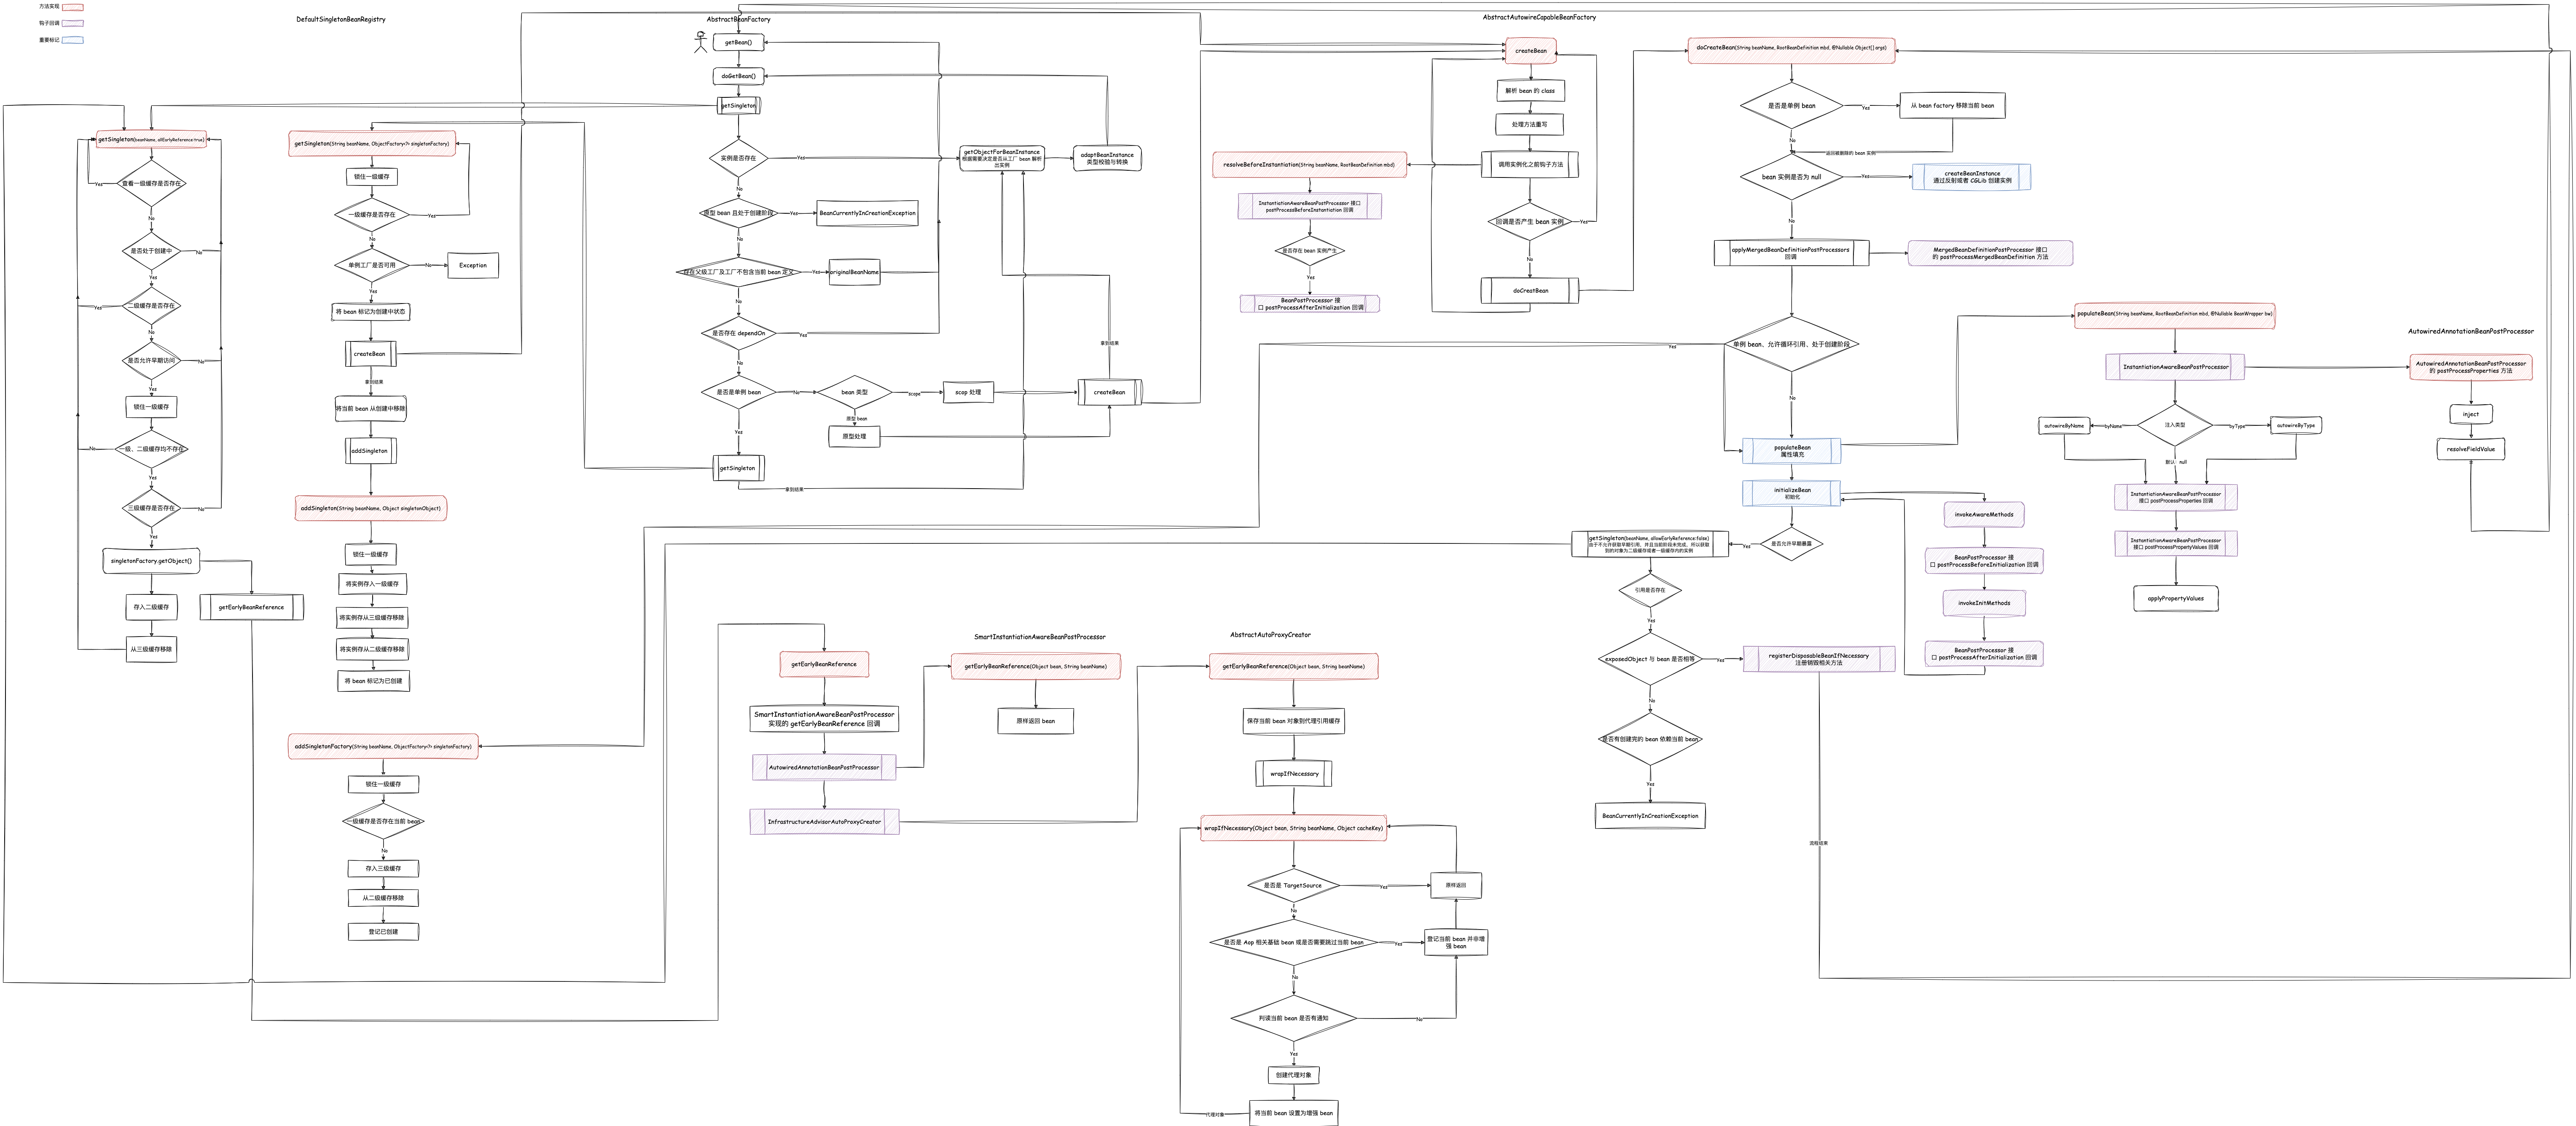 方法实现
钩子回调
重要标记
DefaultSingletonBeanRegistry
getSingleton(beanName, allEarlyReference:true)
查看一级缓存是否存在
Yes
No
是否处于创建中
No
Yes
二级缓存是否存在
Yes
No
是否允许早期访问
No
Yes
锁住一级缓存
一级、二级缓存均不存在
No
Yes
三级缓存是否存在
No
Yes
singletonFactory.getObject()
存入二级缓存
getEarlyBeanReference
从三级缓存移除
getSingleton(String beanName, ObjectFactory<?> singletonFactory)
锁住一级缓存
一级缓存是否存在
Yes
No
单例工厂是否可用
No
Exception
Yes
将 bean 标记为创建中状态
createBean
拿到结果
将当前 bean 从创建中移除
addSingleton
addSingleton(String beanName, Object singletonObject)
锁住一级缓存
将实例存入一级缓存
将实例存从三级缓存移除
将实例存从二级缓存移除
将 bean 标记为已创建
addSingletonFactory(String beanName, ObjectFactory<?> singletonFactory)
锁住一级缓存
一级缓存是否存在当前 bean
No
存入三级缓存
从二级缓存移除
登记已创建
AbstractBeanFactory
getBean()
doGetBean()
getSingleton
实例是否存在
Yes
getObjectForBeanInstance
根据需要决定是否从工厂 bean 解析
出实例
adaptBeanInstance
类型校验与转换
No
原型 bean 且处于创建阶段
Yes
BeanCurrentlyInCreationException
No
存在父级工厂及工厂不包含当前 bean 定义
Yes
originalBeanName
No
是否存在 dependOn
Yes
No
是否是单例 bean
No
bean 类型
scope
scop 处理
createBean
拿到结果
原型 bean
原型处理
Yes
getSingleton
拿到结果
AbstractAutowireCapableBeanFactory
createBean
解析 bean 的 class
处理方法重写
调用实例化之前钩子方法
回调是否产生 bean 实例
Yes
No
doCreatBean
resolveBeforeInstantiation(String beanName, RootBeanDefinition mbd)
InstantiationAwareBeanPostProcessor 接口
postProcessBeforeInstantiation 回调
是否存在 bean 实例产生
Yes
BeanPostProcessor 接
口 postProcessAfterInitialization 回调
doCreateBean(String beanName, RootBeanDefinition mbd, @Nullable Object[] args)
是否是单例 bean
Yes
从 bean factory 移除当前 bean
No
返回被删除的 bean 实例
bean 实例是否为 null
Yes
createBeanInstance
通过反射或者 CGLib 创建实例
No
applyMergedBeanDefinitionPostProcessors
回调
MergedBeanDefinitionPostProcessor 接口
的 postProcessMergedBeanDefinition 方法
单例 bean、允许循环引用、处于创建阶段
Yes
No
populateBean
属性填充
initializeBean
初始化
是否允许早期暴露
Yes
getSingleton(beanName, allowEarlyReference:false)
由于不允许获取早期引用，并且当前阶段未完成，所以获取
到的对象为二级缓存或者一级缓存内的实例
引用是否存在
Yes
exposedObject 与 bean 是否相等
Yes
registerDisposableBeanIfNecessary
注册销毁相关方法
流程结束
No
是否有创建完的 bean 依赖当前 bean
Yes
BeanCurrentlyInCreationException
invokeAwareMethods
BeanPostProcessor 接
口 postProcessBeforeInitialization 回调
invokeInitMethods
BeanPostProcessor 接
口 postProcessAfterInitialization 回调
populateBean(String beanName, RootBeanDefinition mbd, @Nullable BeanWrapper bw)
InstantiationAwareBeanPostProcessor
注入类型
byName
autowireByName
byType
autowireByType
默认：null
InstantiationAwareBeanPostProcessor
接口 postProcessProperties 回调
InstantiationAwareBeanPostProcessor
接口 postProcessPropertyValues 回调
applyPropertyValues
AutowiredAnnotationBeanPostProcessor
AutowiredAnnotationBeanPostProcessor
的 postProcessProperties 方法
inject
resolveFieldValue
getEarlyBeanReference
SmartInstantiationAwareBeanPostProcessor
实现的 getEarlyBeanReference 回调
AutowiredAnnotationBeanPostProcessor
InfrastructureAdvisorAutoProxyCreator
SmartInstantiationAwareBeanPostProcessor
getEarlyBeanReference(Object bean, String beanName)
原样返回 bean
AbstractAutoProxyCreator
getEarlyBeanReference(Object bean, String beanName)
保存当前 bean 对象到代理引用缓存
wrapIfNecessary
wrapIfNecessary(Object bean, String beanName, Object cacheKey)
是否是 TargetSource
Yes
原样返回
No
是否是 Aop 相关基础 bean 或是否需要跳过当前 bean
Yes
登记当前 bean 并非增
强 bean
No
判读当前 bean 是否有通知
No
Yes
创建代理对象
将当前 bean 设置为增强 bean
代理对象